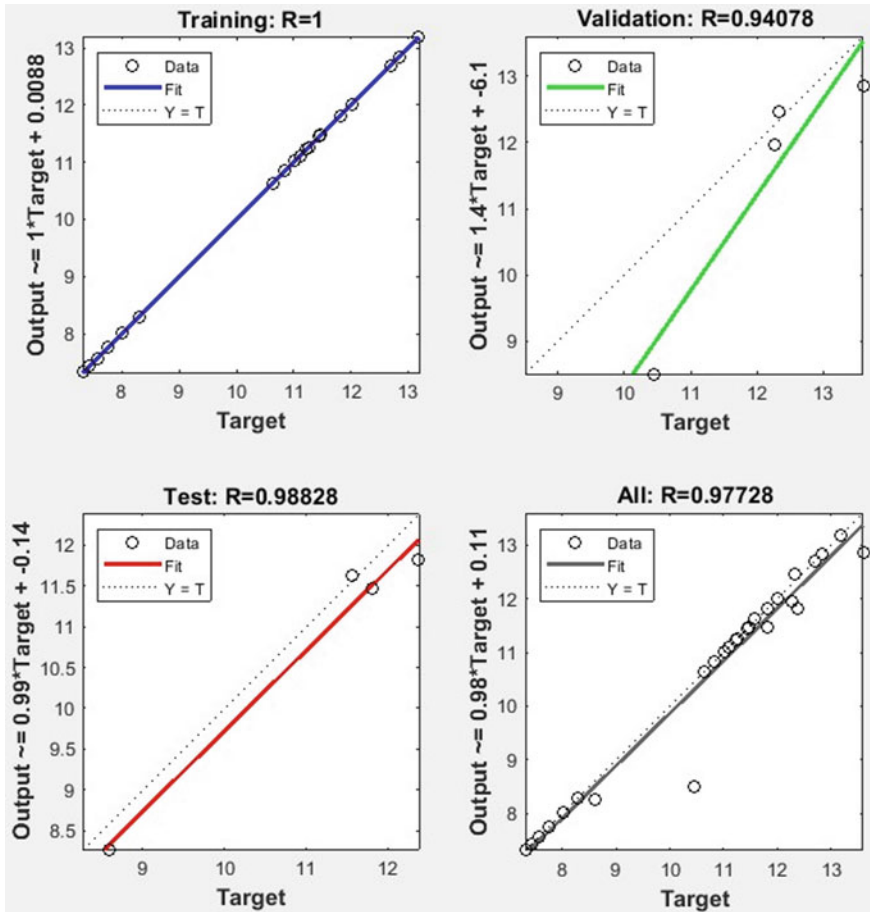 Training: R=1
Output ~= 1*Target + 0.0088
13
12
11
10
9
8
Data
Fit
Y = T
8
9
10
11
12
13
Target
Validation: R=0.94078
Output ~= 1.4*Target + -6.1
13
12
11
10
9
Data
Fit
Y = T
9
10
11
12
13
Target
Test: R=0.98828
Output ~= 0.99*Target + -0.14
12
11.5
11
10.5
10
9.5
9
8.5
Data
Fit
Y = T
9
10
11
12
Target
All: R=0.97728
Output ~= 0.98*Target + 0.11
13
12
11
10
9
8
Data
Fit
Y = T
8
9
10
11
12
13
Target